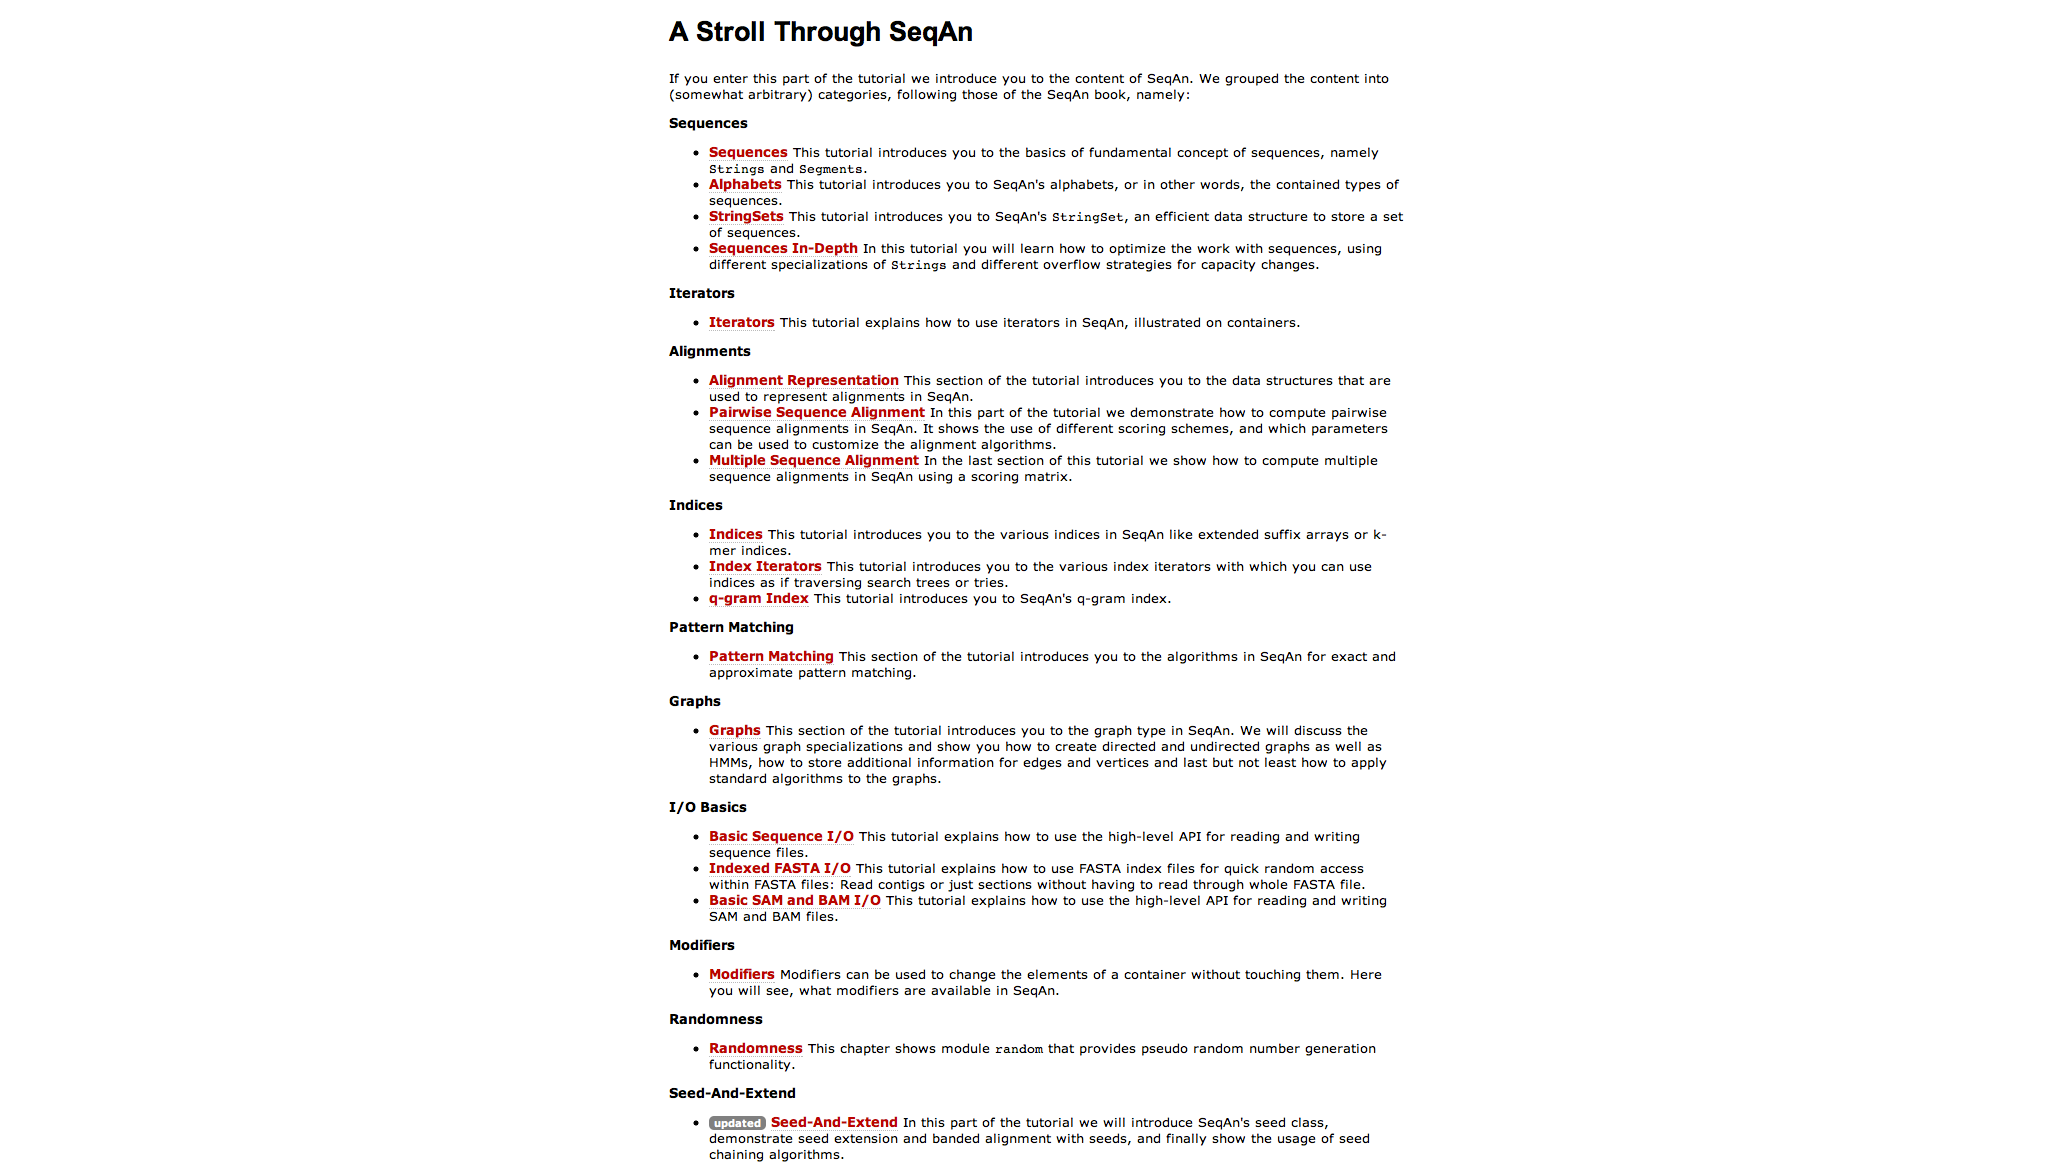 A Stroll Through SeqAn
If you enter this part of the tutorial we introduce you to the content of SeqAn. We grouped the content into
(somewhat arbitrary) categories, following those of the SeqAn book, namely:
Sequences
• Sequences This tutorial introduces you to the basics of fundamental concept of sequences, namely
Strings and Segments.
• Alphabets This tutorial introduces you to SeqAn's alphabets, or in other words, the contained types of
sequences.
• StringSets This tutorial introduces you to SeqAn's StringSet, an efficient data structure to store a set
of sequences.
• Sequences In-Depth In this tutorial you will learn how to optimize the work with sequences, using
different specializations of Strings and different overflow strategies for capacity changes.
Iterators
• Iterators This tutorial explains how to use iterators in SeqAn, illustrated on containers.
Alignments
• Alignment Representation This section of the tutorial introduces you to the data structures that are
used to represent alignments in SeqAn.
• Pairwise Sequence Alignment In this part of the tutorial we demonstrate how to compute pairwise
sequence alignments in SeqAn. It shows the use of different scoring schemes, and which parameters
can be used to customize the alignment algorithms.
• Multiple Sequence Alignment In the last section of this tutorial we show how to compute multiple
sequence alignments in SeqAn using a scoring matrix.
Indices
• Indices This tutorial introduces you to the various indices in SeqAn like extended suffix arrays or k-
mer indices.
• Index Iterators This tutorial introduces you to the various index iterators with which you can use
indices as if traversing search trees or tries.
• q-gram Index This tutorial introduces you to SeqAn's q-gram index.
Pattern Matching
• Pattern Matching This section of the tutorial introduces you to the algorithms in SeqAn for exact and
approximate pattern matching.
Graphs
• Graphs This section of the tutorial introduces you to the graph type in SeqAn. We will discuss the
various graph specializations and show you how to create directed and undirected graphs as well as
HMMs, how to store additional information for edges and vertices and last but not least how to apply
standard algorithms to the graphs.
I/O Basics
• Basic Sequence I/O This tutorial explains how to use the high-level API for reading and writing
sequence files.
• Indexed FASTA I/O This tutorial explains how to use FASTA index files for quick random access
within FASTA files: Read contigs or just sections without having to read through whole FASTA file.
• Basic SAM and BAM I/O This tutorial explains how to use the high-level API for reading and writing
SAM and BAM files.
Modifiers
• Modifiers Modifiers can be used to change the elements of a container without touching them. Here
you will see, what modifiers are available in SeqAn.
Randomness
• Randomness This chapter shows module random that provides pseudo random number generation
functionality.
Seed-And-Extend
• updated Seed-And-Extend In this part of the tutorial we will introduce SeqAn's seed class,
demonstrate seed extension and banded alignment with seeds, and finally show the usage of seed
chaining algorithms.